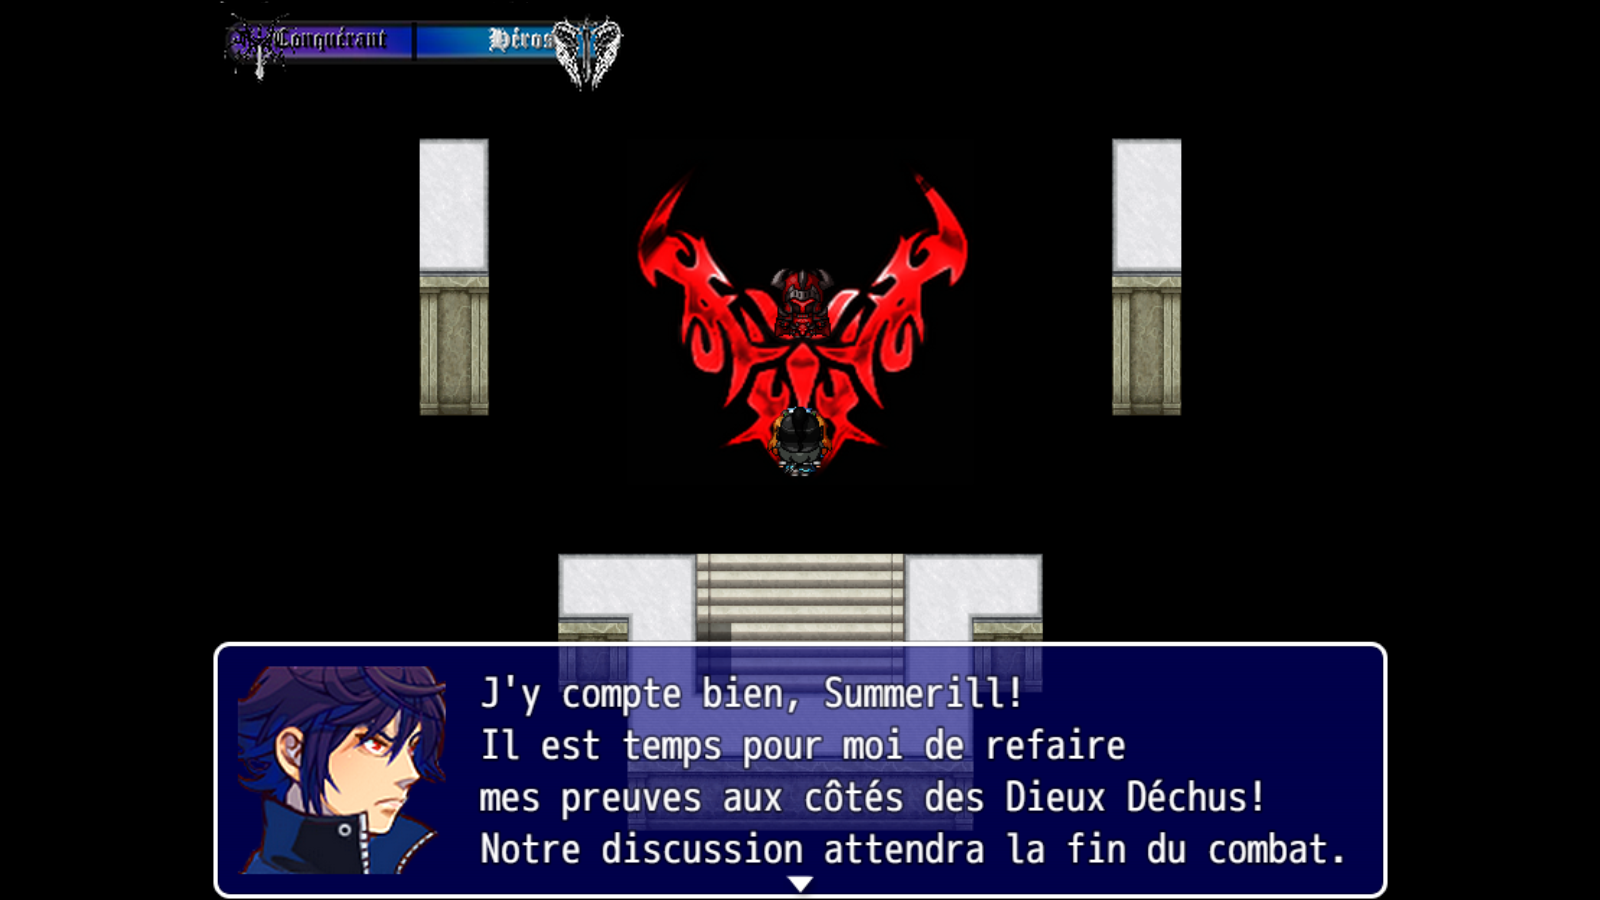 Conquérant Héros
J'y compte bien, Summerill!
Il est temps pour moi de refaire
mes preuves aux côtés des Dieux Déchus!
Notre discussion attendra la fin du combat.